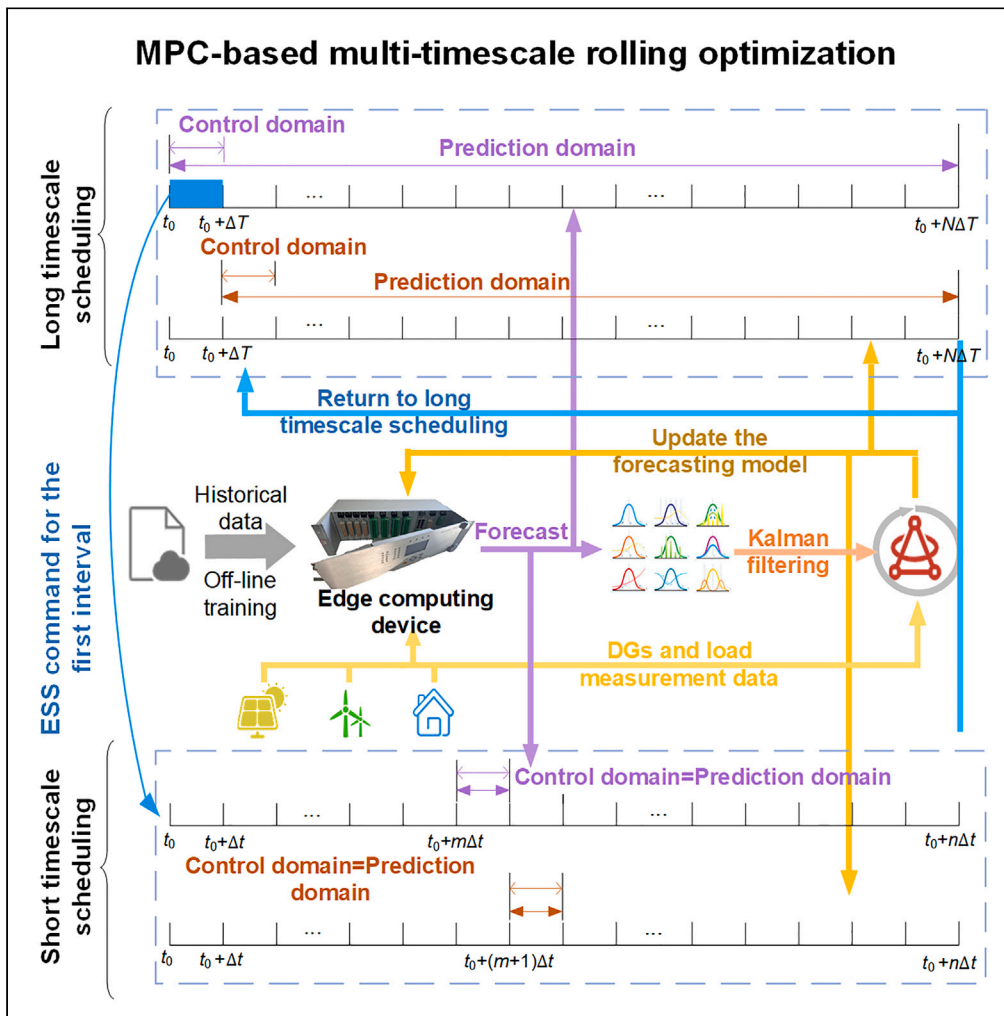 MPC-based multi-timescale rolling optimization
Long timescale
scheduling
Control domain
Prediction domain
...
...
t0
t0 +ΔT
t0 +NΔT
Control domain
Prediction domain
...
...
t0
t0 +ΔT
t0 +NΔT
Return to long
timescale scheduling
Update the
forecasting model
ESS command for the
first interval
Historical
data
Off-line
training
Edge computing
device
Forecast
Kalman
filtering
DGs and load
measurement data
Short timescale
scheduling
Control domain=Prediction domain
...
...
t0
t0+Δt
t0+mΔt
t0+nΔt
Control domain=Prediction
domain
...
...
t0
t0 +Δt
t0+(m+1)Δt
t0+nΔt